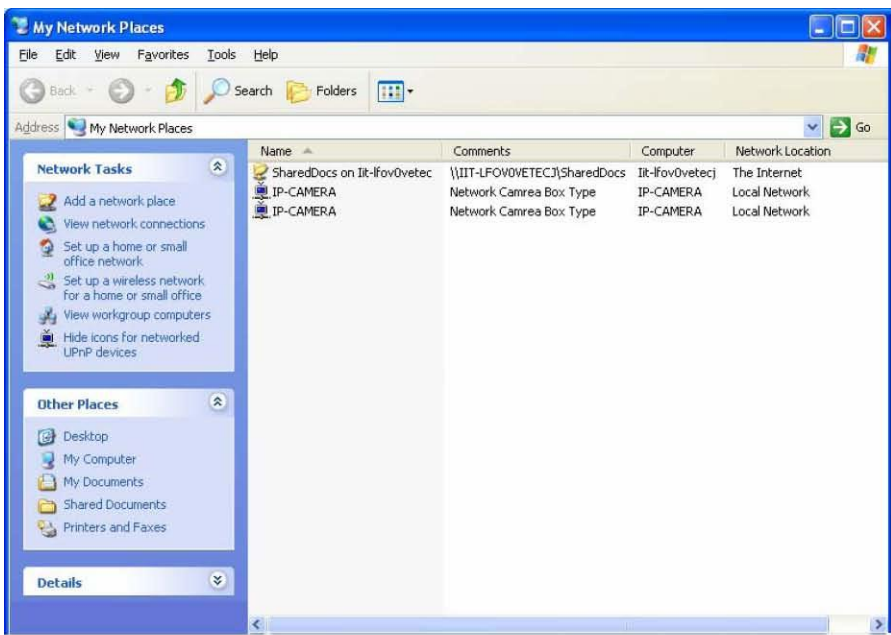 My Network Places
File Edit View Favorites Tools Help
Back Search Folders
Address My Network Places Go
Name Comments Computer Network Location
SharedDocs on Iit-lfov0vetec \\IIT-LFOV0VETECJ\SharedDocs Iit-lfov0vetecj The Internet
IP-CAMERA Network Camrea Box Type IP-CAMERA Local Network
IP-CAMERA Network Camrea Box Type IP-CAMERA Local Network
Network Tasks
Add a network place
View network connections
Set up a home or small
office network
Set up a wireless network
for a home or small office
View workgroup computers
Hide icons for networked
UPnP devices
Other Places
Desktop
My Computer
My Documents
Shared Documents
Printers and Faxes
Details